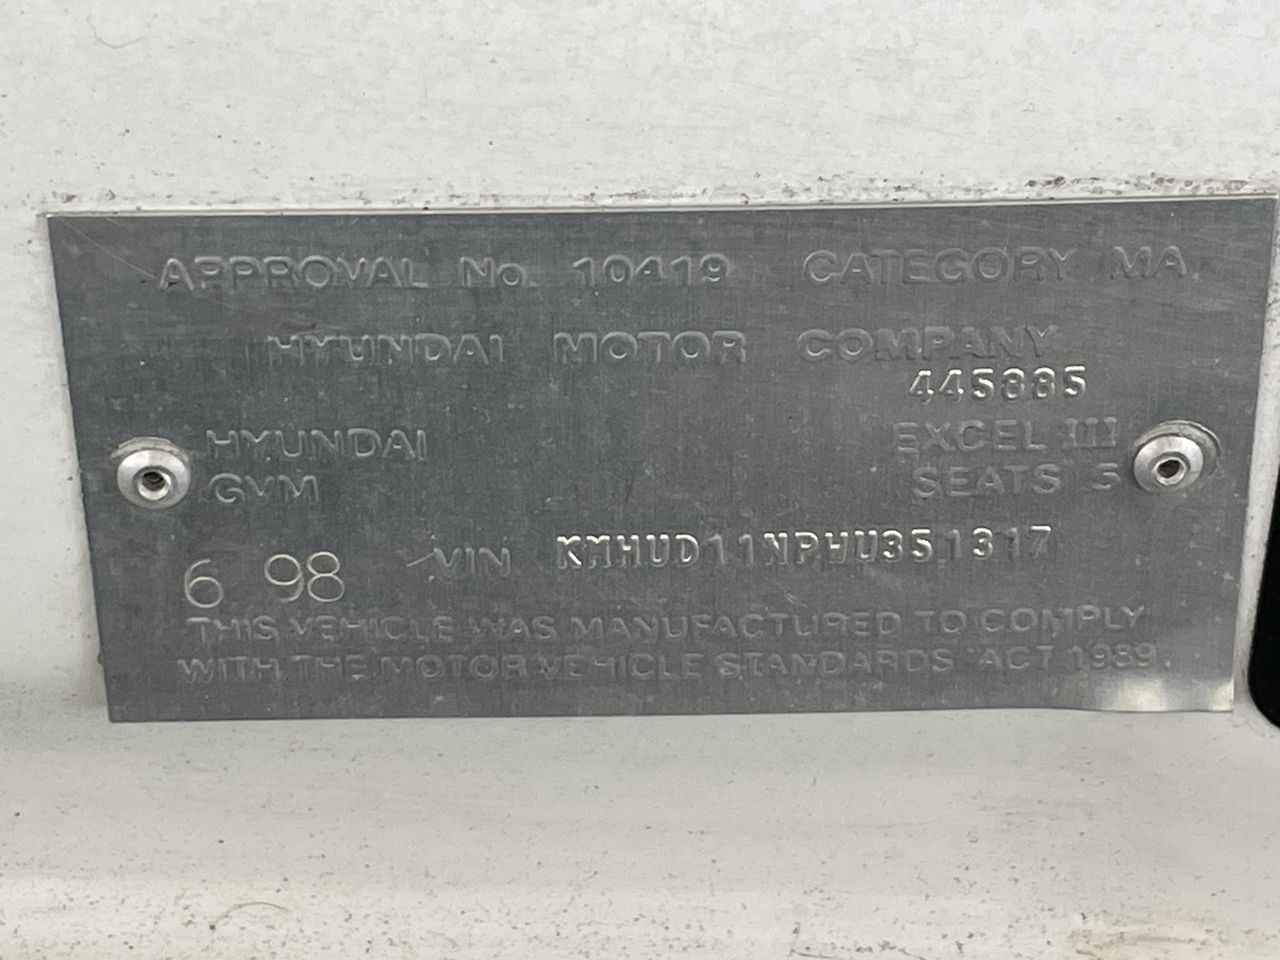 APPROVAL No. 10419 CATEGORY MA.
HYUNDAI MOTOR COMPANY
445885
HYUNDAI EXCEL III
GVM SEATS 5
6 98 VIN KMHUD11NPWU351317
THIS VEHICLE WAS MANUFACTURED TO COMPLY
WITH THE MOTOR VEHICLE STANDARDS ACT 1989.